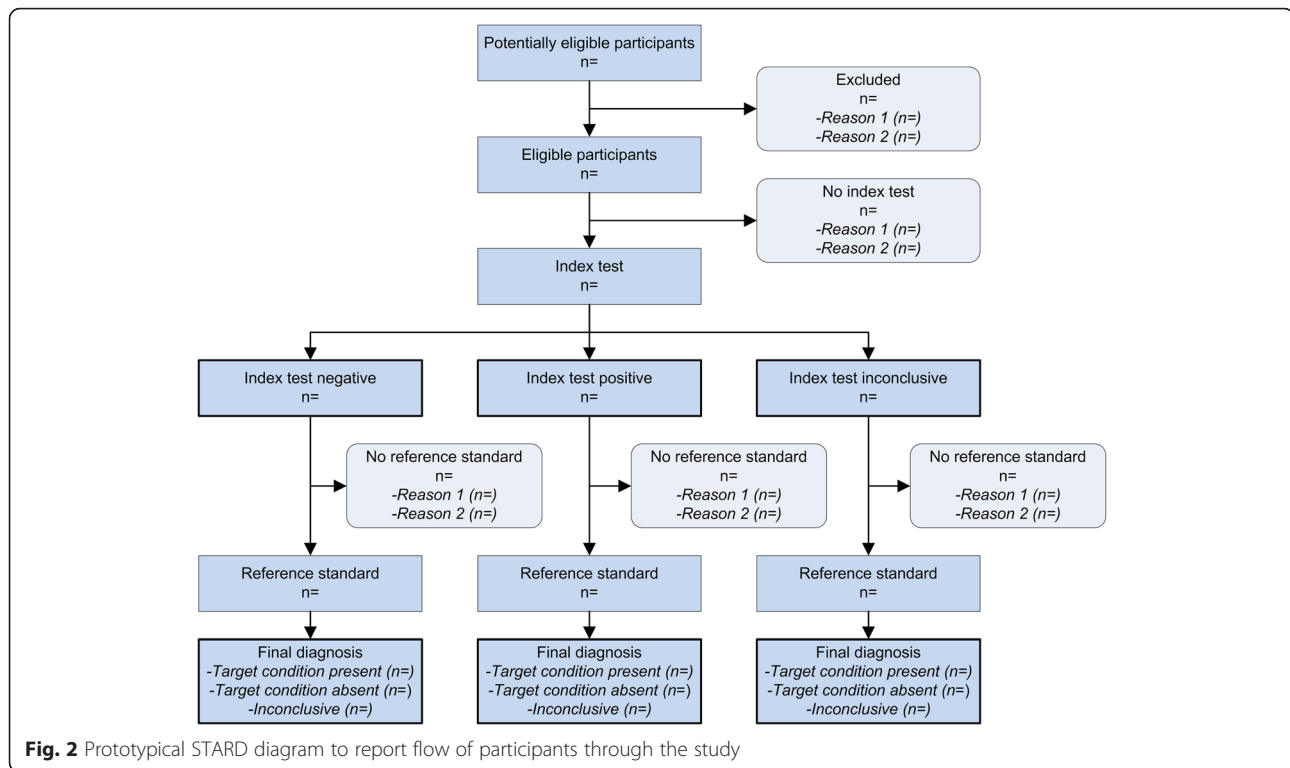 Potentially eligible participants
n=
Excluded
n=
-Reason 1 (n=)
-Reason 2 (n=)
Eligible participants
n=
No index test
n=
-Reason 1 (n=)
-Reason 2 (n=)
Index test
n=
Index test negative
n=
Index test positive
n=
Index test inconclusive
n=
No reference standard
n=
-Reason 1 (n=)
-Reason 2 (n=)
No reference standard
n=
-Reason 1 (n=)
-Reason 2 (n=)
No reference standard
n=
-Reason 1 (n=)
-Reason 2 (n=)
Reference standard
n=
Reference standard
n=
Reference standard
n=
Final diagnosis
-Target condition present (n=)
-Target condition absent (n=)
-Inconclusive (n=)
Final diagnosis
-Target condition present (n=)
-Target condition absent (n=)
-Inconclusive (n=)
Final diagnosis
-Target condition present (n=)
-Target condition absent (n=)
-Inconclusive (n=)
Fig. 2 Prototypical STARD diagram to report flow of participants through the study